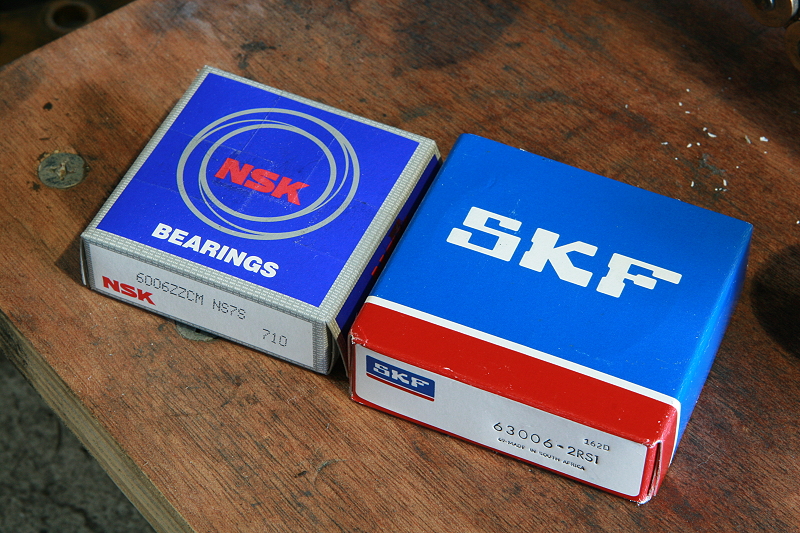 NSK
BEARINGS
NSK
6006ZZCM NS7S
710
SKF
SKF
63006-2RS1
1620
MADE IN SOUTH AFRICA